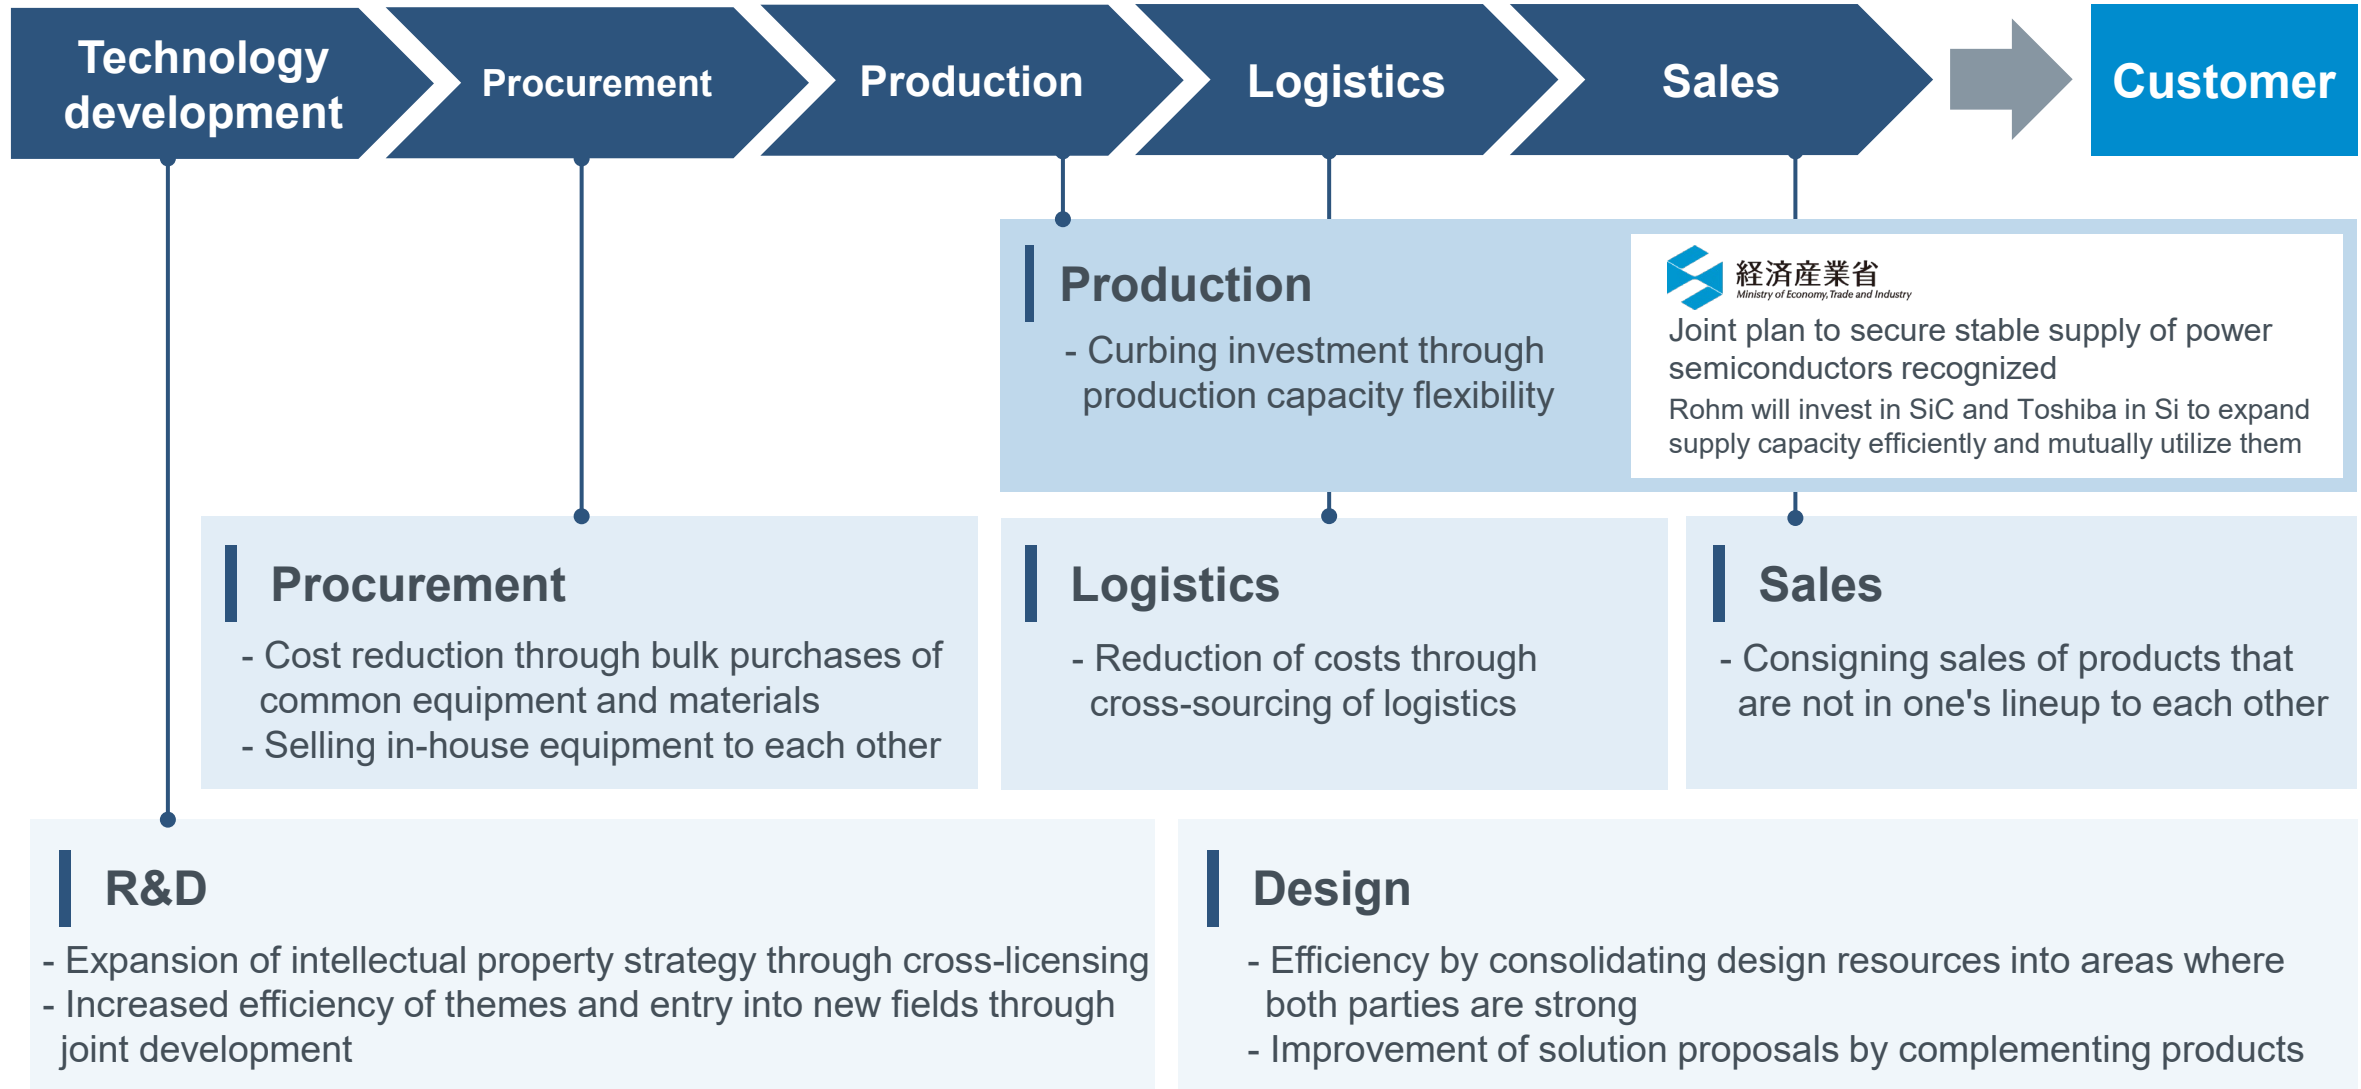 Technology
development
Procurement
Production
Logistics
Sales
Customer
Production
- Curbing investment through
production capacity flexibility
経済産業省
Ministry of Economy, Trade and Industry
Joint plan to secure stable supply of power
semiconductors recognized
Rohm will invest in SiC and Toshiba in Si to expand
supply capacity efficiently and mutually utilize them
Procurement
- Cost reduction through bulk purchases of
common equipment and materials
- Selling in-house equipment to each other
Logistics
- Reduction of costs through
cross-sourcing of logistics
Sales
- Consigning sales of products that
are not in one's lineup to each other
R&D
- Expansion of intellectual property strategy through cross-licensing
- Increased efficiency of themes and entry into new fields through
joint development
Design
- Efficiency by consolidating design resources into areas where
both parties are strong
- Improvement of solution proposals by complementing products